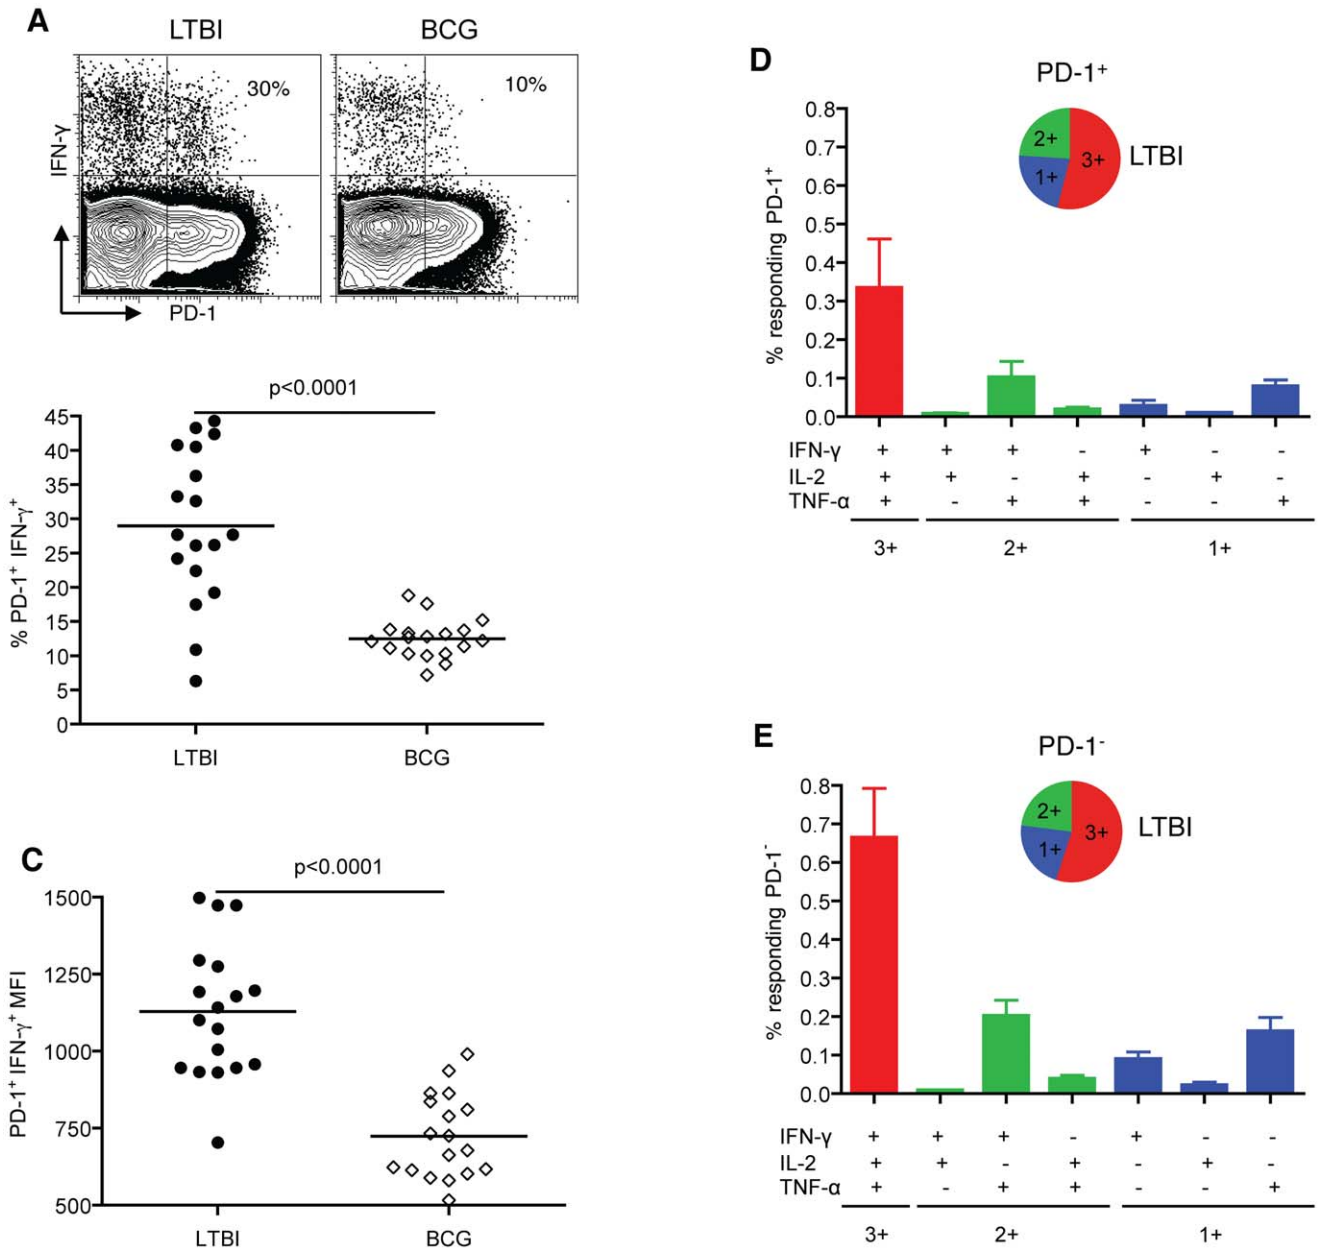 A
LTBI
BCG
30%
10%
IFN-γ
PD-1
p<0.0001
% PD-1⁺ IFN-γ⁺
45
40
35
30
25
20
15
10
5
0
LTBI
BCG
C
p<0.0001
PD-1⁺ IFN-γ⁺ MFI
1500
1250
1000
750
500
LTBI
BCG
D
PD-1⁺
2+
3+
1+
LTBI
% responding PD-1⁺
0.8
0.7
0.6
0.5
0.4
0.3
0.2
0.1
0.0
IFN-γ + + + - + - -
IL-2 + + - + - + -
TNF-α + - + + - - +
3+ 2+ 1+
E
PD-1⁻
2+
3+
1+
LTBI
% responding PD-1⁻
0.8
0.7
0.6
0.5
0.4
0.3
0.2
0.1
0.0
IFN-γ + + + - + - -
IL-2 + + - + - + -
TNF-α + - + + - - +
3+ 2+ 1+